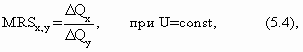 MRSx,y = ΔQx / ΔQy , при U=const, (5.4),